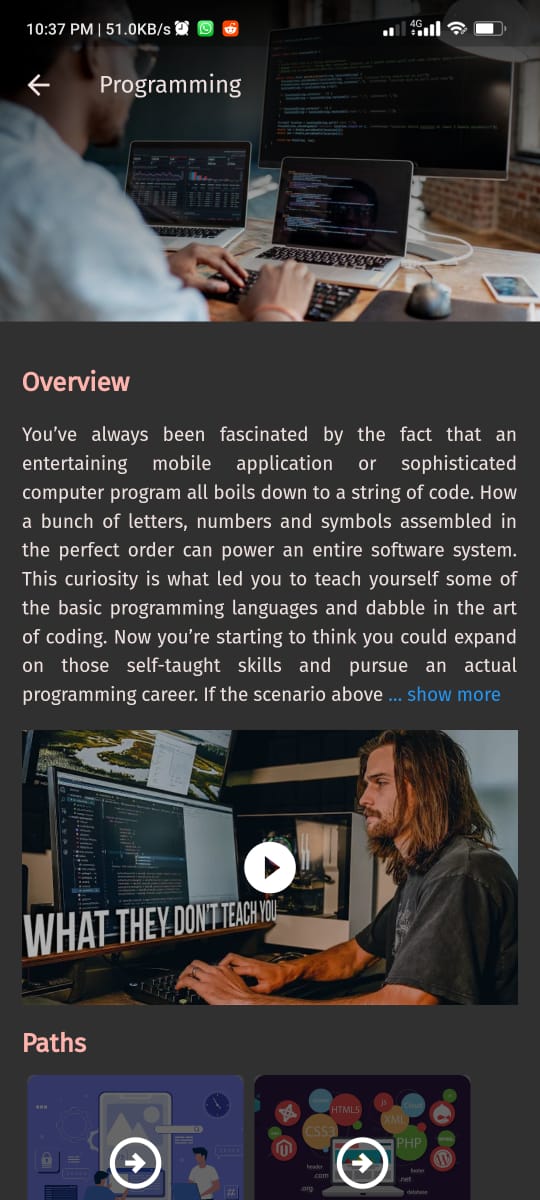 10:37 PM | 51.0KB/s
4G
Programming
Overview
You've always been fascinated by the fact that an
entertaining mobile application or sophisticated
computer program all boils down to a string of code. How
a bunch of letters, numbers and symbols assembled in
the perfect order can power an entire software system.
This curiosity is what led you to teach yourself some of
the basic programming languages and dabble in the art
of coding. Now you're starting to think you could expand
on those self-taught skills and pursue an actual
programming career. If the scenario above ... show more
WHAT THEY DON'T TEACH YOU
Paths
HTML5
js
XML
CSS3
PHP
header
.com
.org
footer
.net
database